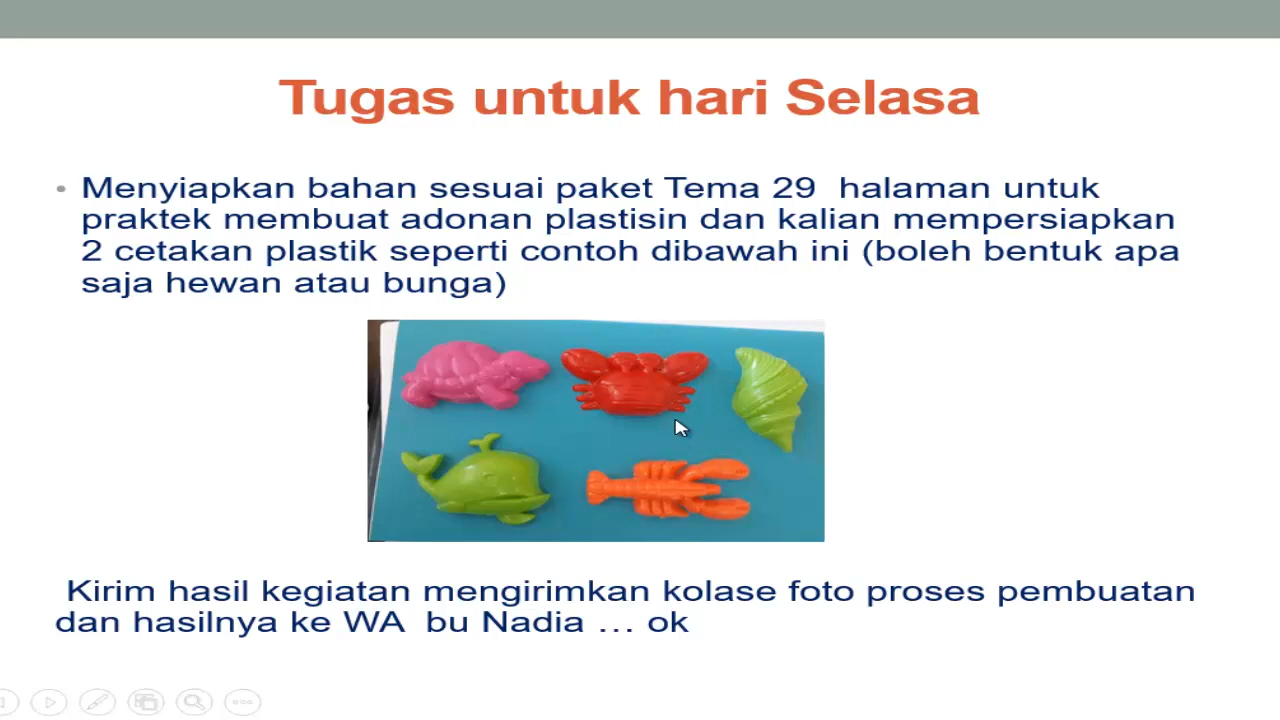 Tugas untuk hari Selasa
• Menyiapkan bahan sesuai paket Tema 29 halaman untuk
praktek membuat adonan plastisin dan kalian mempersiapkan
2 cetakan plastik seperti contoh dibawah ini (boleh bentuk apa
saja hewan atau bunga)
Kirim hasil kegiatan mengirimkan kolase foto proses pembuatan
dan hasilnya ke WA bu Nadia ... ok